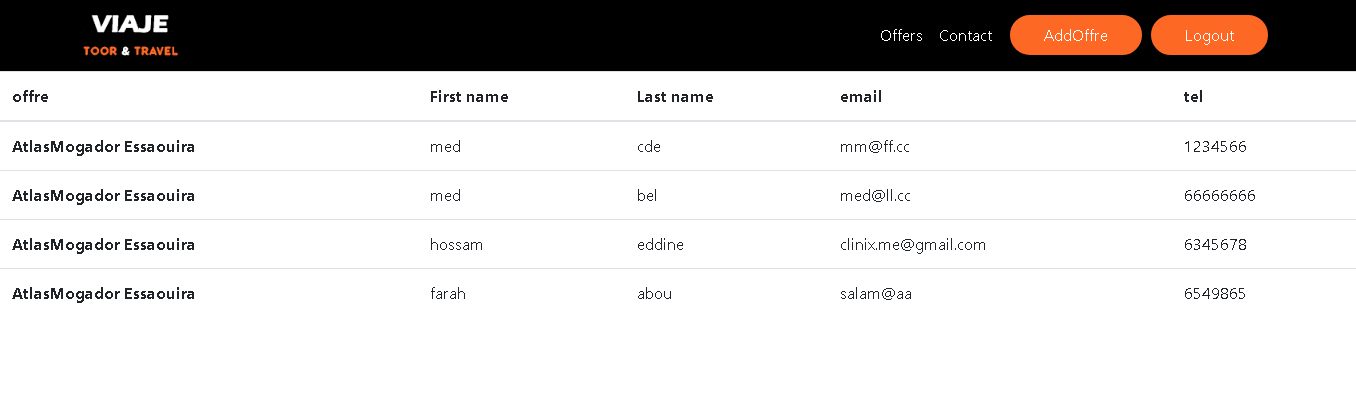 VIAJE
TOOR & TRAVEL
Offers Contact AddOffre Logout
offre First name Last name email tel
AtlasMogador Essaouira med cde mm@ff.cc 1234566
AtlasMogador Essaouira med bel med@ll.cc 66666666
AtlasMogador Essaouira hossam eddine clinix.me@gmail.com 6345678
AtlasMogador Essaouira farah abou salam@aa 6549865